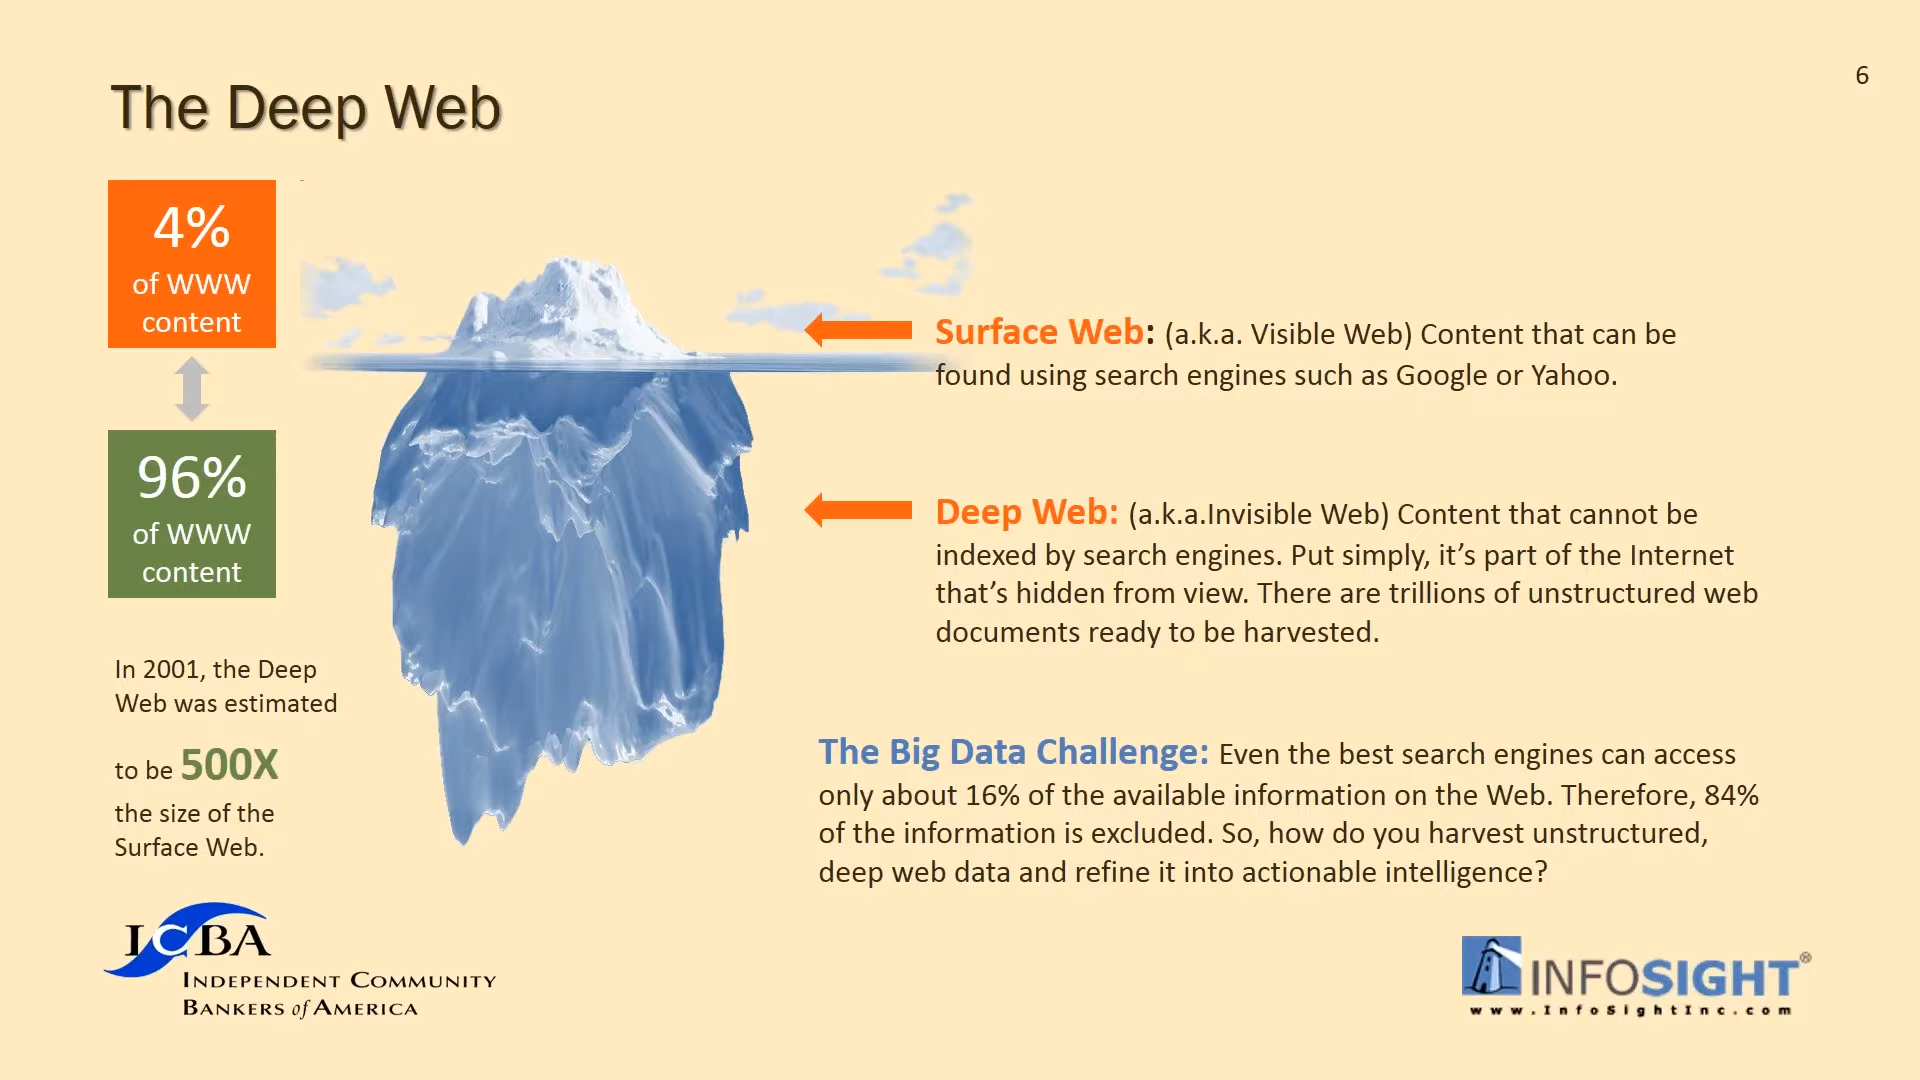 6
The Deep Web
4%
of WWW
content
96%
of WWW
content
In 2001, the Deep
Web was estimated
to be 500X
the size of the
Surface Web.
Surface Web: (a.k.a. Visible Web) Content that can be
found using search engines such as Google or Yahoo.
Deep Web: (a.k.a.Invisible Web) Content that cannot be
indexed by search engines. Put simply, it’s part of the Internet
that’s hidden from view. There are trillions of unstructured web
documents ready to be harvested.
The Big Data Challenge: Even the best search engines can access
only about 16% of the available information on the Web. Therefore, 84%
of the information is excluded. So, how do you harvest unstructured,
deep web data and refine it into actionable intelligence?
ICBA
INDEPENDENT COMMUNITY
BANKERS of AMERICA
INFOSIGHT®
www.InfoSightInc.com